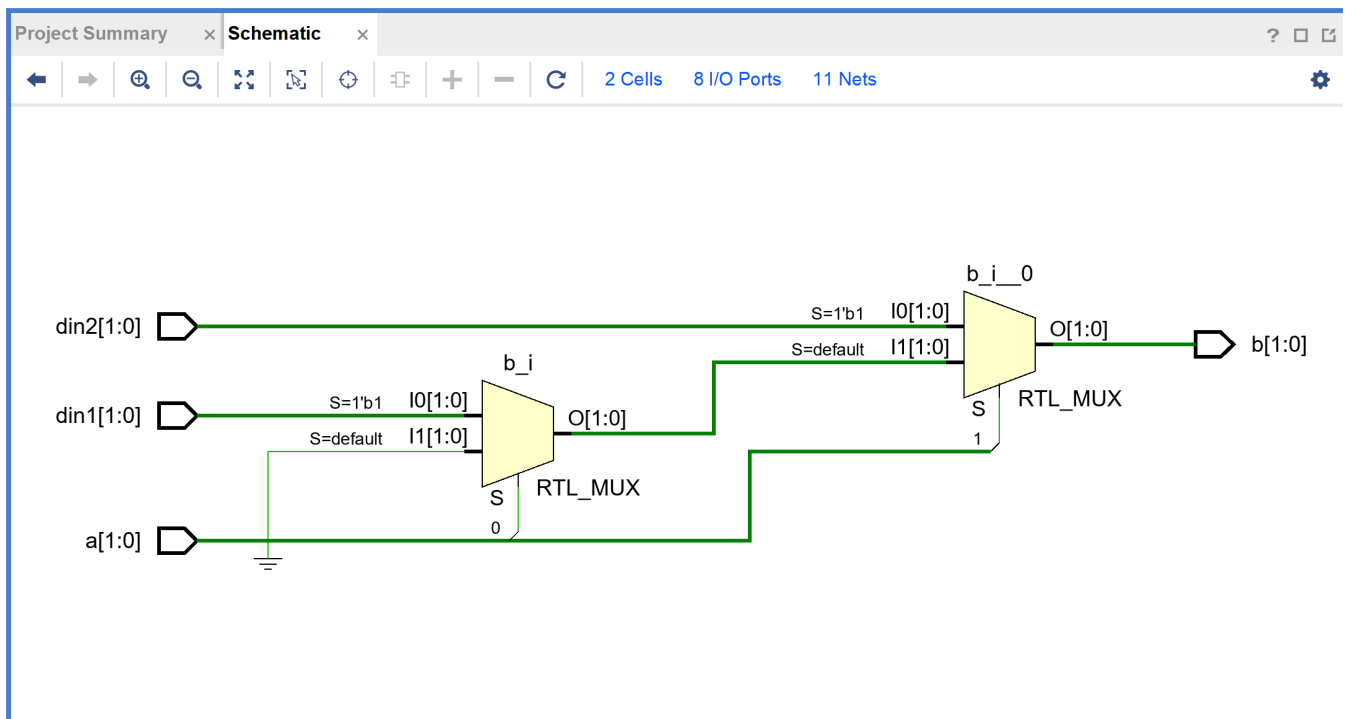 Project Summary × Schematic ×
?
2 Cells 8 I/O Ports 11 Nets
b_i__0
S=1'b1 I0[1:0]
din2[1:0]
O[1:0]
b[1:0]
S=default I1[1:0]
b_i
RTL_MUX
S
S=1'b1 I0[1:0]
din1[1:0]
O[1:0]
S=default I1[1:0]
1
RTL_MUX
S
0
a[1:0]